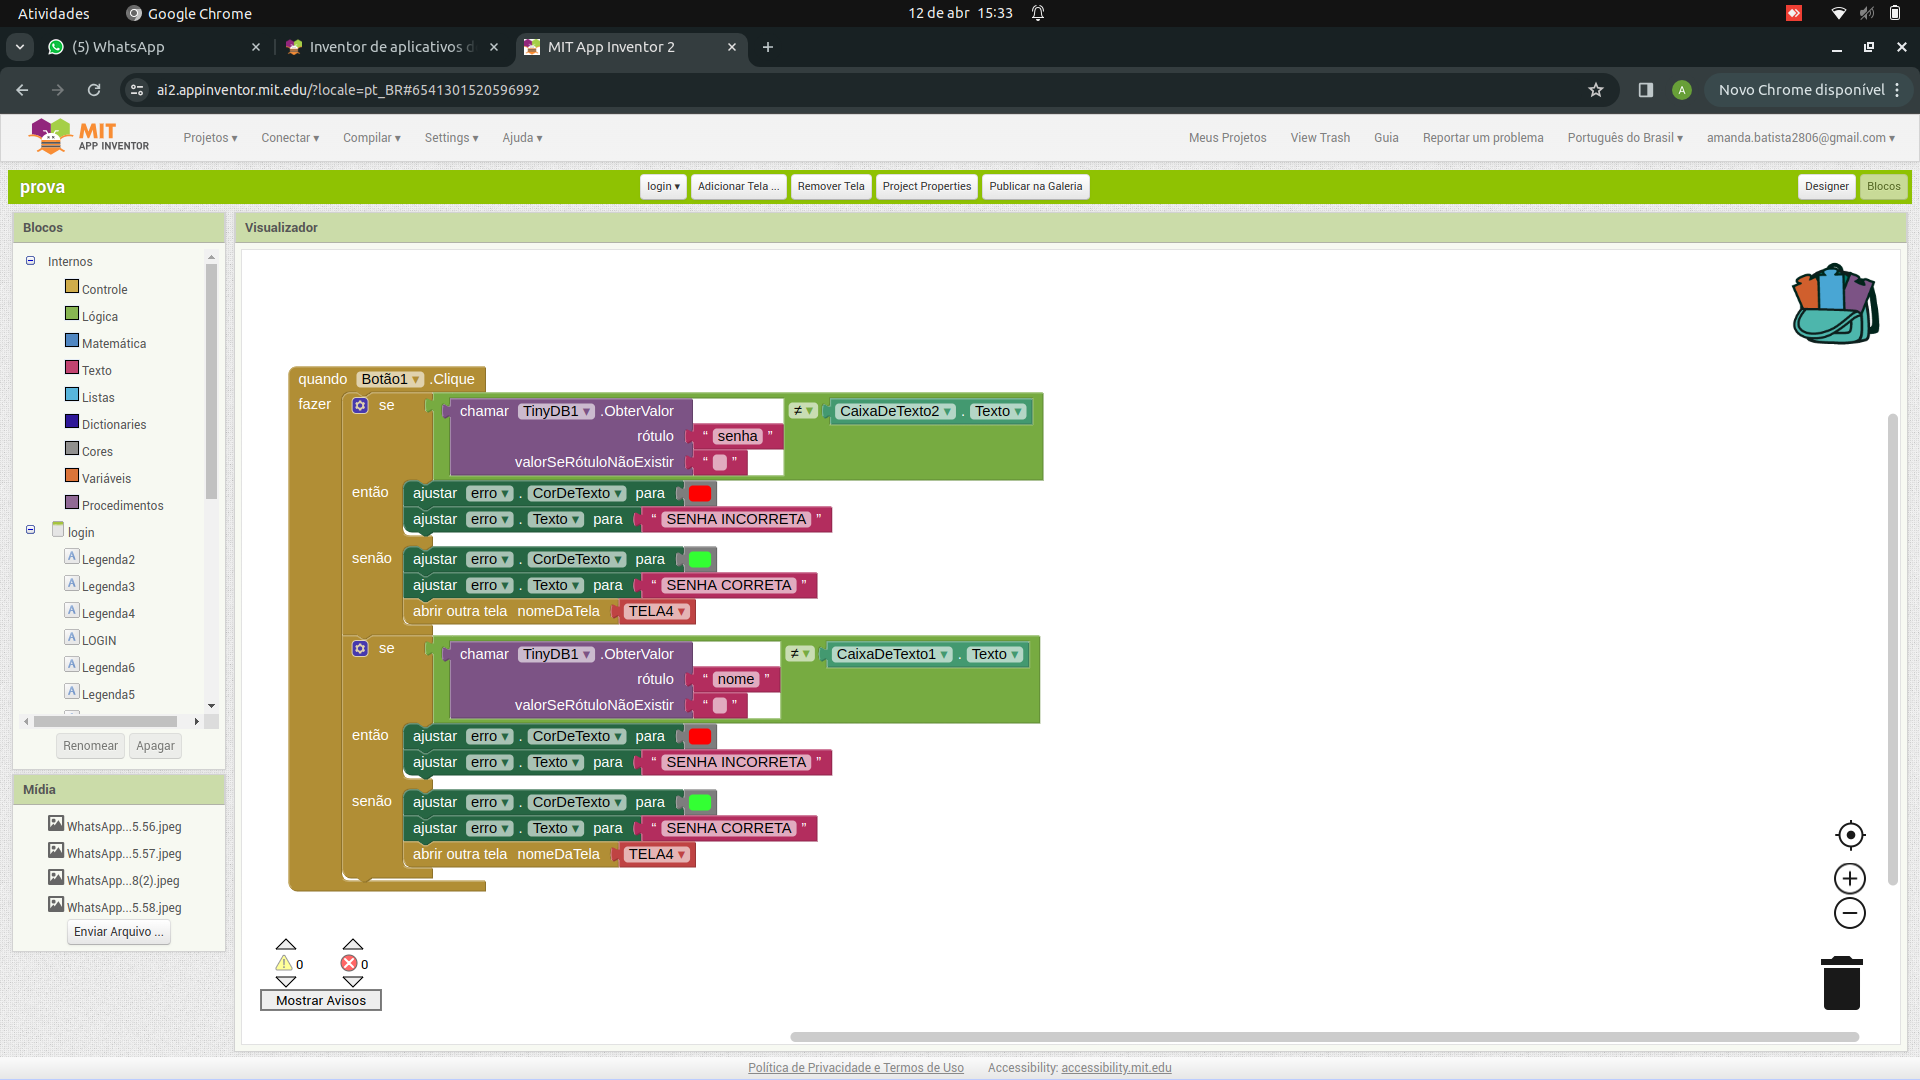 Atividades
Google Chrome
12 de abr 15:33
(5) WhatsApp
Inventor de aplicativos d
MIT App Inventor 2
ai2.appinventor.mit.edu/?locale=pt_BR#6541301520596992
A
Novo Chrome disponível
MIT
APP INVENTOR
Projetos ▾
Conectar ▾
Compilar ▾
Settings ▾
Ajuda ▾
Meus Projetos
View Trash
Guia
Reportar um problema
Português do Brasil ▾
amanda.batista2806@gmail.com ▾
prova
login ▾
Adicionar Tela ...
Remover Tela
Project Properties
Publicar na Galeria
Designer
Blocos
Blocos
Internos
Controle
Lógica
Matemática
Texto
Listas
Dictionaries
Cores
Variáveis
Procedimentos
login
A Legenda2
A Legenda3
A Legenda4
A LOGIN
A Legenda6
A Legenda5
Renomear
Apagar
Mídia
WhatsApp...5.56.jpeg
WhatsApp...5.57.jpeg
WhatsApp...8(2).jpeg
WhatsApp...5.58.jpeg
Enviar Arquivo ...
Visualizador
quando Botão1 ▾ .Clique
fazer
se chamar TinyDB1 ▾ .ObterValor ≠ ▾ CaixaDeTexto2 ▾ . Texto ▾
rótulo “ senha ”
valorSeRótuloNãoExistir “ ”
então ajustar erro ▾ . CorDeTexto ▾ para
ajustar erro ▾ . Texto ▾ para “ SENHA INCORRETA ”
senão ajustar erro ▾ . CorDeTexto ▾ para
ajustar erro ▾ . Texto ▾ para “ SENHA CORRETA ”
abrir outra tela nomeDaTela TELA4 ▾
se chamar TinyDB1 ▾ .ObterValor ≠ ▾ CaixaDeTexto1 ▾ . Texto ▾
rótulo “ nome ”
valorSeRótuloNãoExistir “ ”
então ajustar erro ▾ . CorDeTexto ▾ para
ajustar erro ▾ . Texto ▾ para “ SENHA INCORRETA ”
senão ajustar erro ▾ . CorDeTexto ▾ para
ajustar erro ▾ . Texto ▾ para “ SENHA CORRETA ”
abrir outra tela nomeDaTela TELA4 ▾
0
0
Mostrar Avisos
Política de Privacidade e Termos de Uso
Accessibility: accessibility.mit.edu